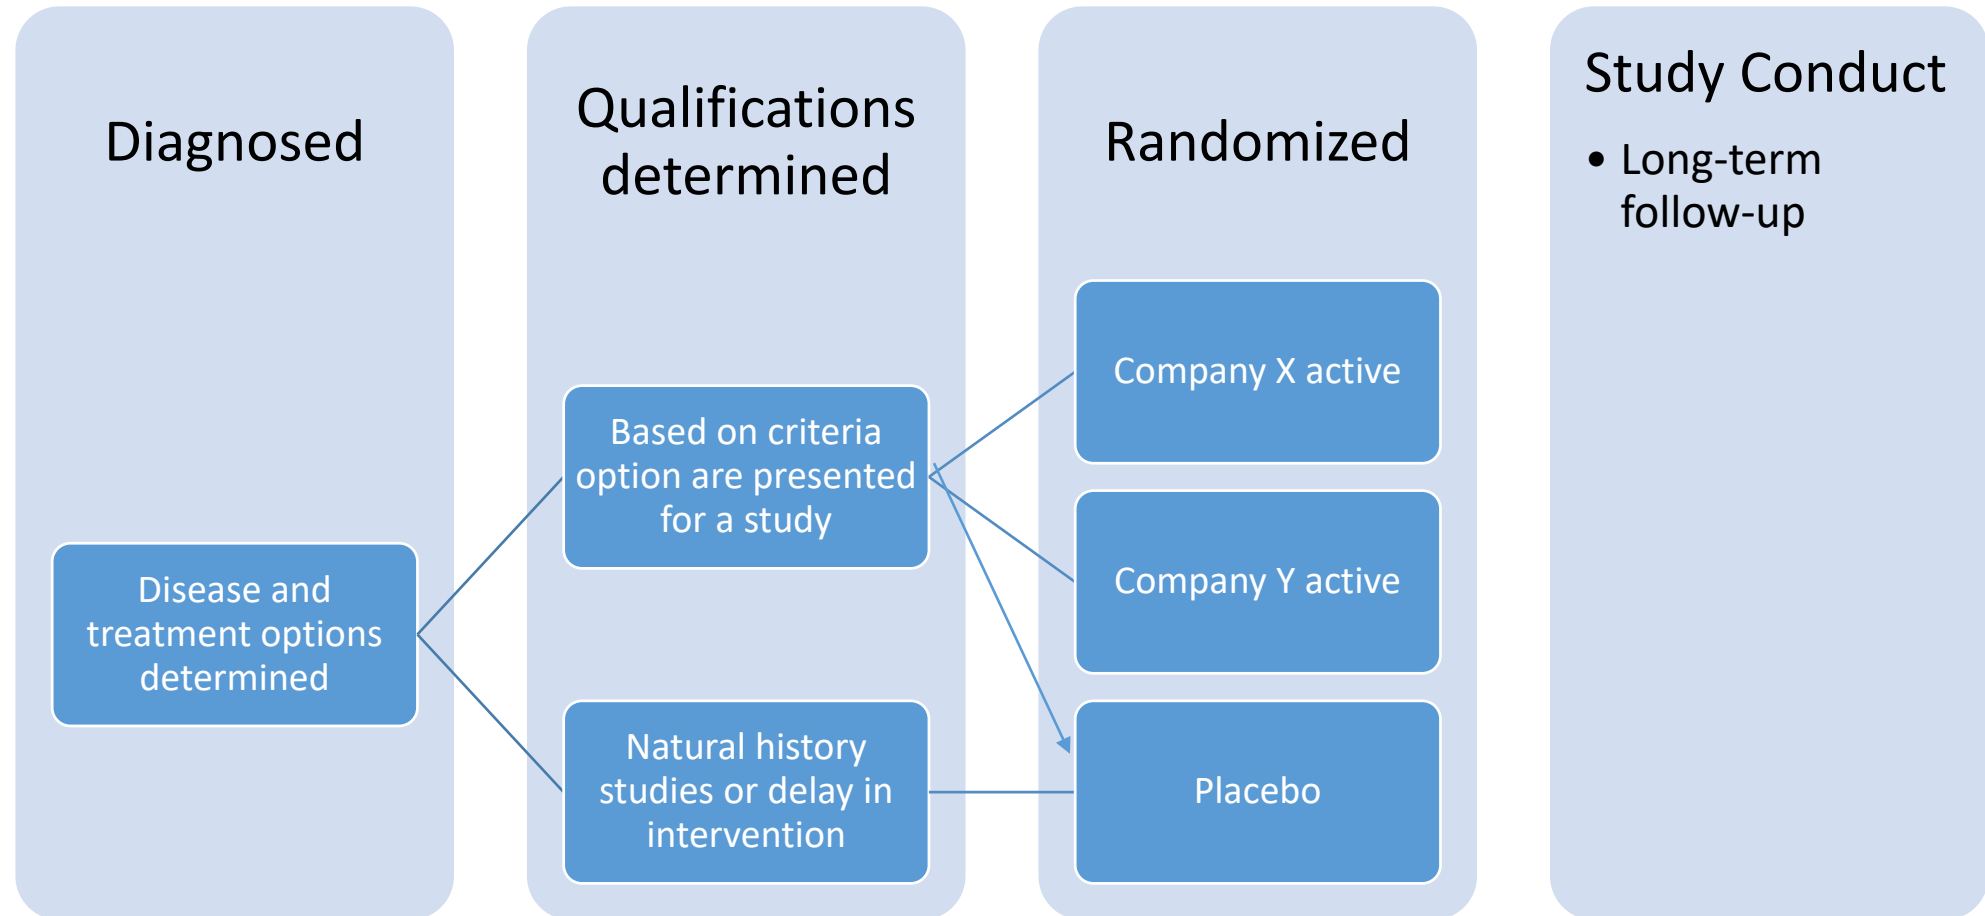 Diagnosed
Disease and
treatment options
determined
Qualifications
determined
Based on criteria
option are presented
for a study
Natural history
studies or delay in
intervention
Randomized
Company X active
Company Y active
Placebo
Study Conduct
• Long-term
follow-up